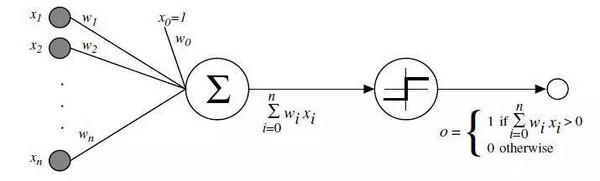 x₁ w₁ x₀=1
x₂ w₂ w₀
Σ
.
.
.
wₙ
xₙ
n
Σ wᵢ xᵢ
i=0
o = { 1 if n Σ i=0 wᵢ xᵢ > 0
0 otherwise